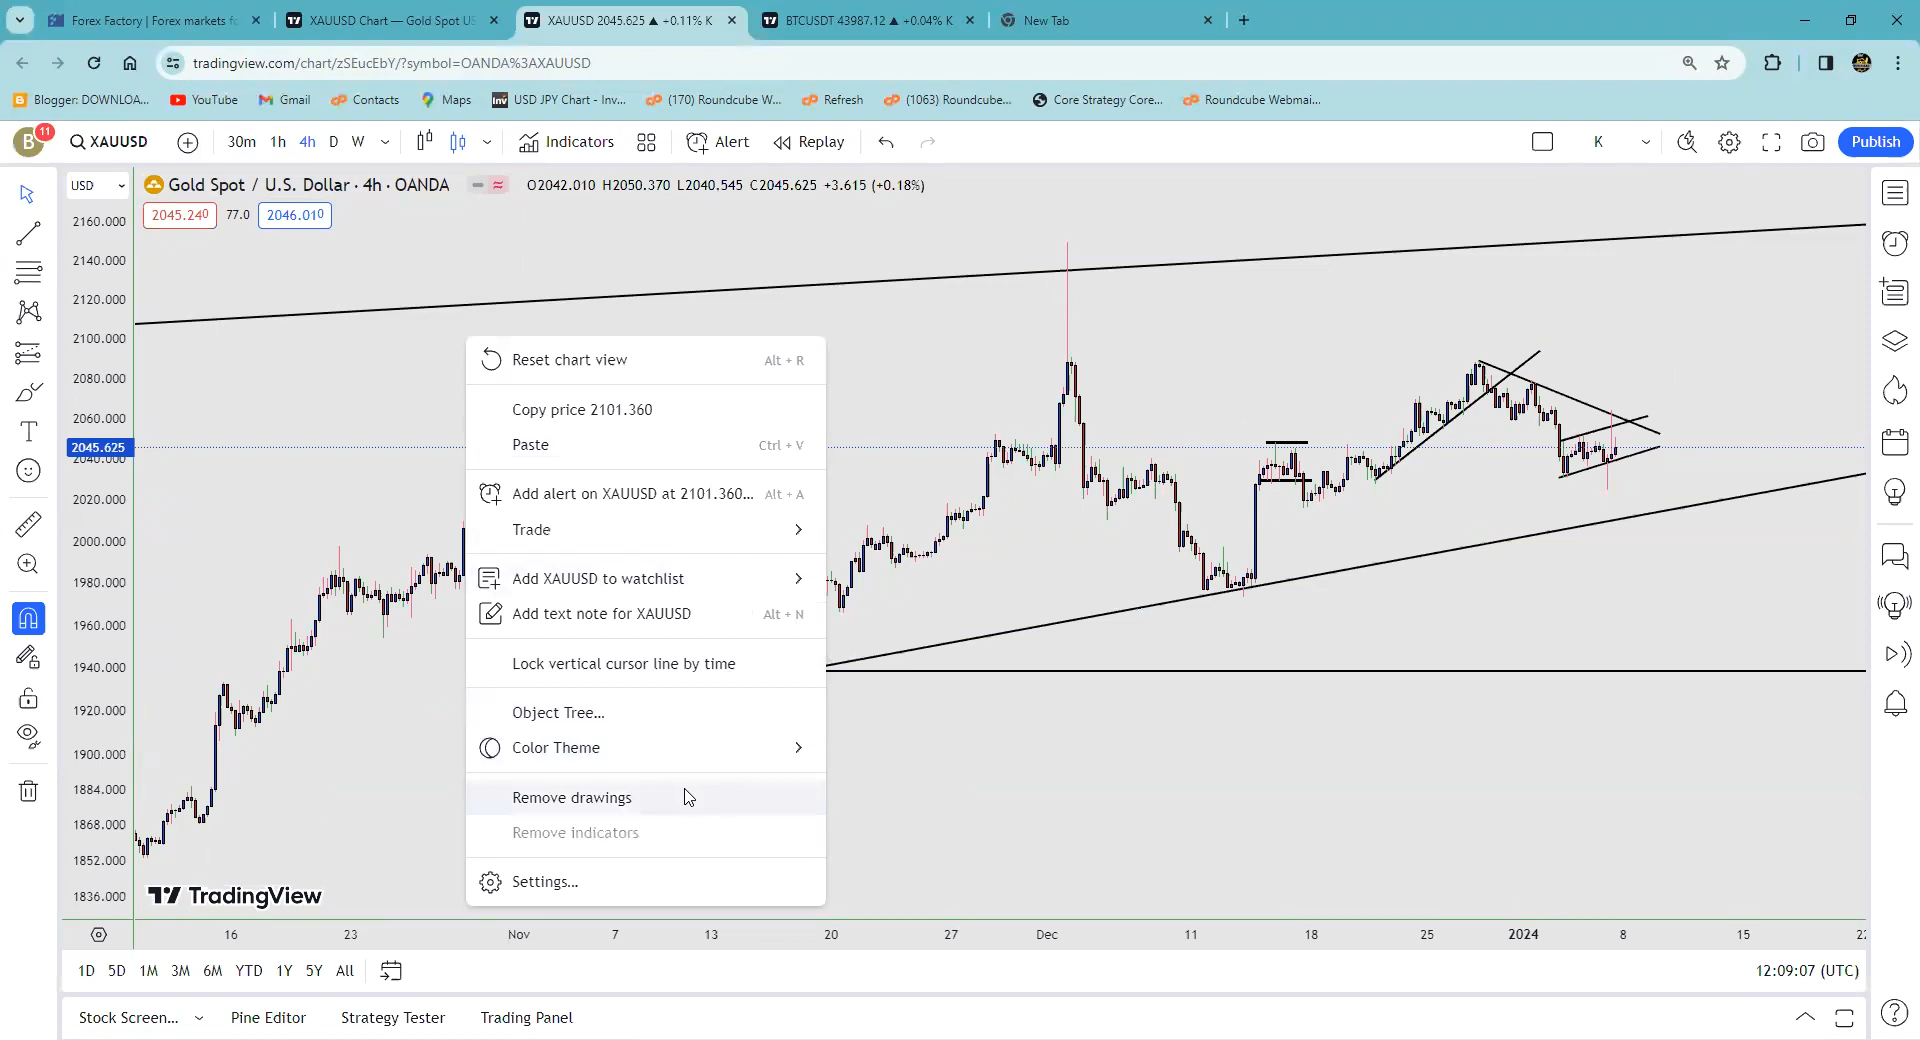 Forex Factory | Forex markets fo
XAUUSD Chart — Gold Spot US
XAUUSD 2045.625 ▲ +0.11% K
BTCUSDT 43987.12 ▲ +0.04% K
New Tab
tradingview.com/chart/zSEucEbY/?symbol=OANDA%3AXAUUSD
Blogger: DOWNLOA...
YouTube
Gmail
Contacts
Maps
Inv
USD JPY Chart - Inv...
(170) Roundcube W...
Refresh
(1063) Roundcube...
Core Strategy Core...
Roundcube Webmai...
B
11
XAUUSD
30m
1h
4h
D
W
Indicators
Alert
Replay
K
Publish
USD
Gold Spot / U.S. Dollar · 4h · OANDA
O2042.010 H2050.370 L2040.545 C2045.625 +3.615 (+0.18%)
2045.240
77.0
2046.010
2160.000
2140.000
2120.000
2100.000
2080.000
2060.000
2045.625
2040.000
2020.000
2000.000
1980.000
1960.000
1940.000
1920.000
1900.000
1884.000
1868.000
1852.000
1836.000
Reset chart view Alt + R
Copy price 2101.360
Paste Ctrl + V
Add alert on XAUUSD at 2101.360... Alt + A
Trade
Add XAUUSD to watchlist
Add text note for XAUUSD Alt + N
Lock vertical cursor line by time
Object Tree...
Color Theme
Remove drawings
Remove indicators
Settings...
TradingView
16
23
Nov
7
13
20
27
Dec
11
18
25
2024
8
15
22
1D 5D 1M 3M 6M YTD 1Y 5Y All
12:09:07 (UTC)
Stock Screen...
Pine Editor
Strategy Tester
Trading Panel